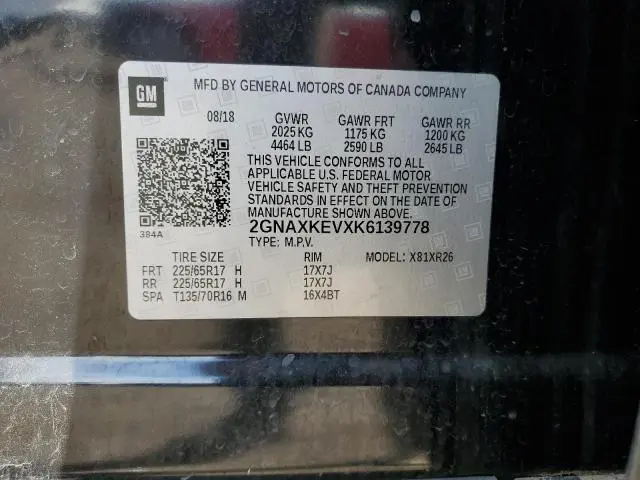 GM
MFD BY GENERAL MOTORS OF CANADA COMPANY
08/18 GVWR GAWR FRT GAWR RR
2025 KG 1175 KG 1200 KG
4464 LB 2590 LB 2645 LB
THIS VEHICLE CONFORMS TO ALL
APPLICABLE U.S. FEDERAL MOTOR
VEHICLE SAFETY AND THEFT PREVENTION
STANDARDS IN EFFECT ON THE DATE OF
MANUFACTURE SHOWN ABOVE.
384A 2GNAXKEVXK6139778
TYPE: M.P.V.
TIRE SIZE RIM MODEL: X81XR26
FRT 225/65R17 H 17X7J
RR 225/65R17 H 17X7J
SPA T135/70R16 M 16X4BT